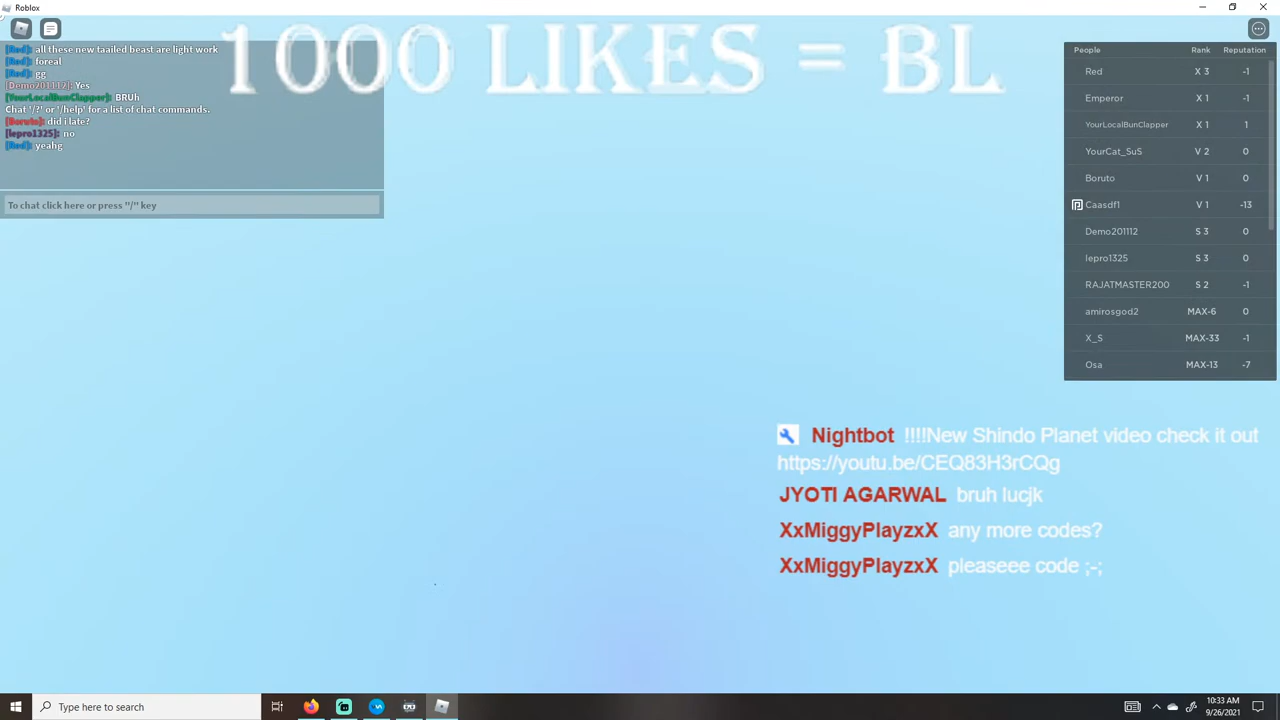 Roblox
1000 LIKES = BL
[Red]: all these new taailed beast are light work
[Red]: foreal
[Red]: gg
[Demo201112]: Yes
[YourLocalBunClapper]: BRUh
Chat '/?' or '/help' for a list of chat commands.
[Boruto]: did i late?
[lepro1325]: no
[Red]: yeahg
To chat click here or press "/" key
People Rank Reputation
Red X 3 -1
Emperor X 1 -1
YourLocalBunClapper X 1 1
YourCat_SuS V 2 0
Boruto V 1 0
Caasdf1 V 1 -13
Demo201112 S 3 0
lepro1325 S 3 0
RAJATMASTER200 S 2 -1
amirosgod2 MAX-6 0
X_S MAX-33 -1
Osa MAX-13 -7
Nightbot !!!!New Shindo Planet video check it out
https://youtu.be/CEQ83H3rCQg
JYOTI AGARWAL bruh lucjk
XxMiggyPlayzxX any more codes?
XxMiggyPlayzxX pleaseee code ;-;
Type here to search
10:33 AM
9/26/2021